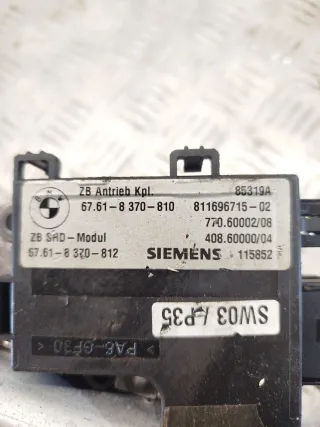 BMW
ZB Antrieb Kpl. 85319A
67.61-8 370-810 811696715-02
770.60002/08
ZB SHD-Modul 408.60000/04
67.61-8 370-812 SIEMENS 115852
SW03 / P35
> PA6-GF30 <